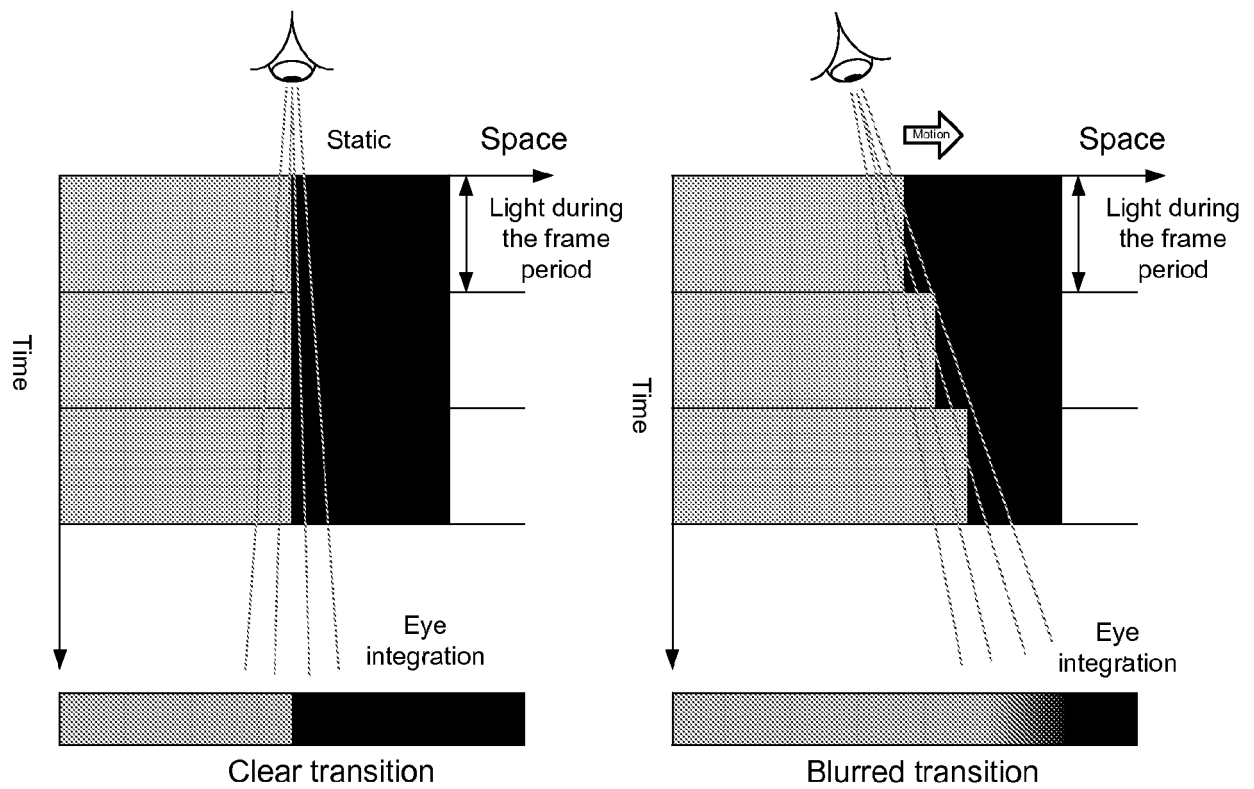 Static
Space
Light during
the frame
period
Time
Eye
integration
Clear transition
Motion
Space
Light during
the frame
period
Time
Eye
integration
Blurred transition